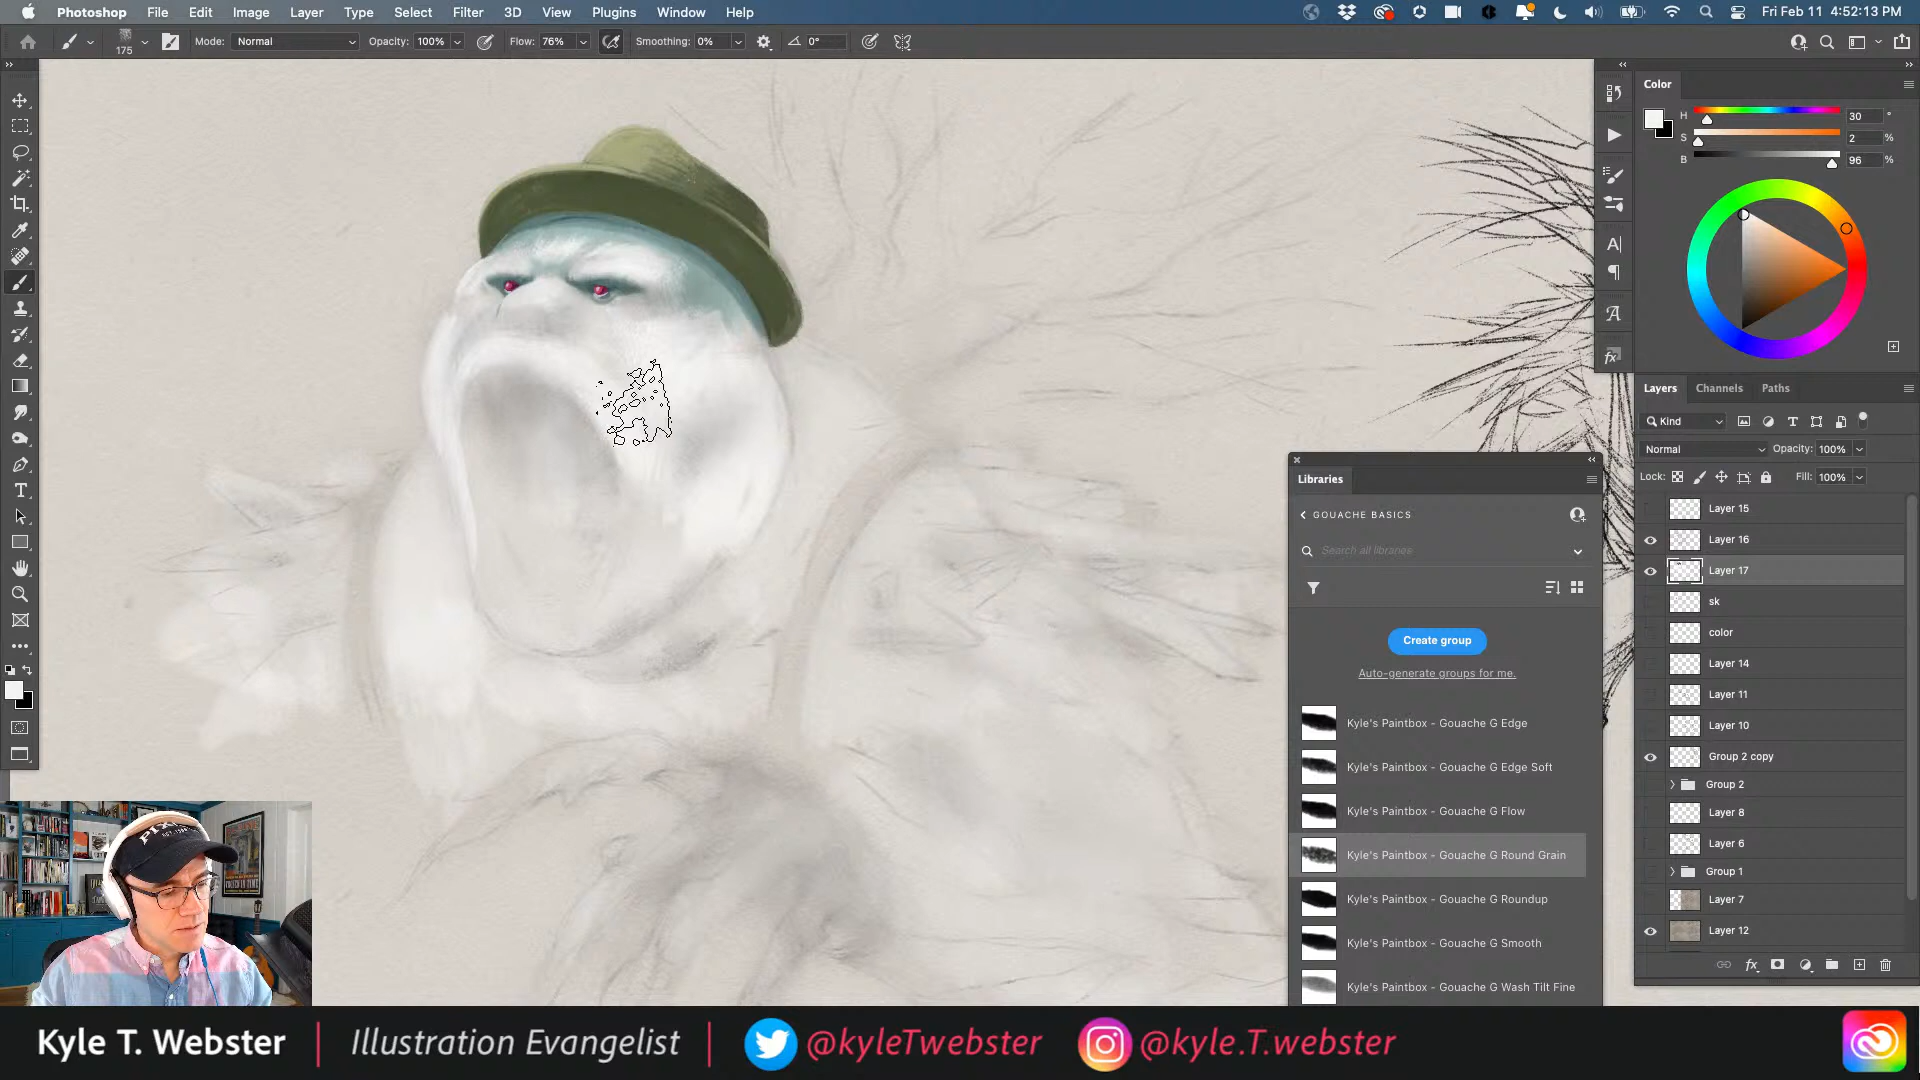 Photoshop File Edit Image Layer Type Select Filter 3D View Plugins Window Help Fri Feb 11 4:52:13 PM
175 Mode: Normal Opacity: 100% Flow: 76% Smoothing: 0% 0°
Color
H 30 °
S 2 %
B 96 %
Layers Channels Paths
Kind
Normal Opacity: 100%
Lock: Fill: 100%
Layer 15
Layer 16
Layer 17
sk
color
Layer 14
Layer 11
Layer 10
Group 2 copy
Group 2
Layer 8
Layer 6
Group 1
Layer 7
Layer 12
Libraries
GOUACHE BASICS
Search all libraries
Create group
Auto-generate groups for me.
Kyle's Paintbox - Gouache G Edge
Kyle's Paintbox - Gouache G Edge Soft
Kyle's Paintbox - Gouache G Flow
Kyle's Paintbox - Gouache G Round Grain
Kyle's Paintbox - Gouache G Roundup
Kyle's Paintbox - Gouache G Smooth
Kyle's Paintbox - Gouache G Wash Tilt Fine
Kyle T. Webster | Illustration Evangelist | @kyleTwebster @kyle.T.webster